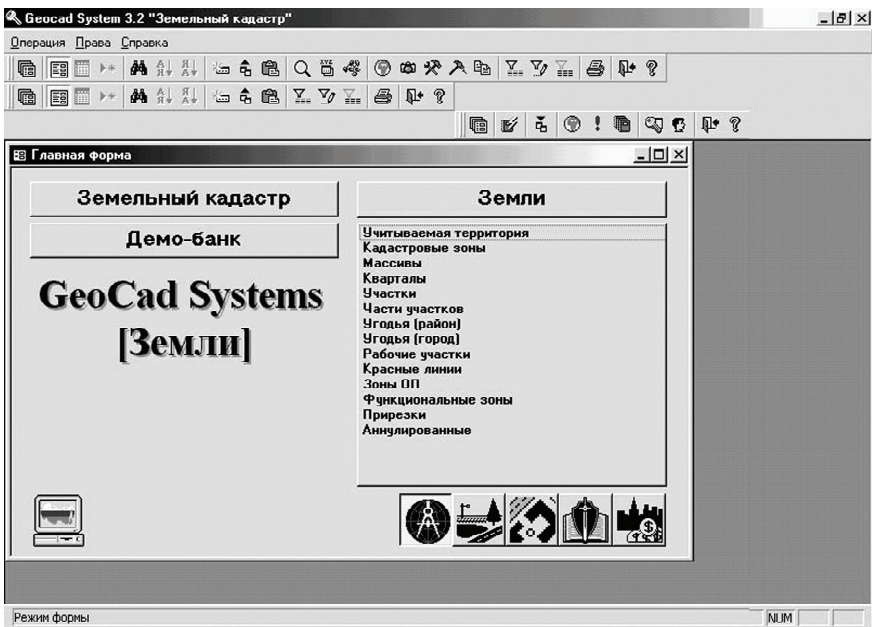 Geocad System 3.2 "Земельный кадастр"
Операция Права Справка
Главная форма
Земельный кадастр
Земли
Демо-банк
GeoCad Systems
[Земли]
Учитываемая территория
Кадастровые зоны
Массивы
Кварталы
Участки
Части участков
Угодья (район)
Угодья (город)
Рабочие участки
Красные линии
Зоны ОП
Функциональные зоны
Прирезки
Аннулированные
Режим формы
NUM